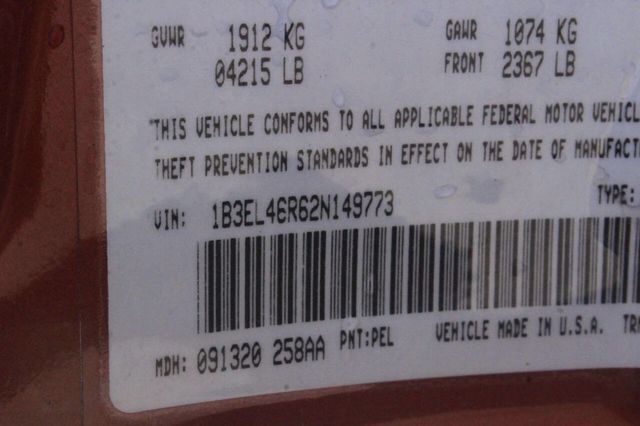 GVWR 1912 KG GAWR 1074 KG
04215 LB FRONT 2367 LB
"THIS VEHICLE CONFORMS TO ALL APPLICABLE FEDERAL MOTOR VEHICL
THEFT PREVENTION STANDARDS IN EFFECT ON THE DATE OF MANUFACT
VIN: 1B3EL46R62N149773 TYPE:
MDH: 091320 258AA PNT:PEL VEHICLE MADE IN U.S.A. TR